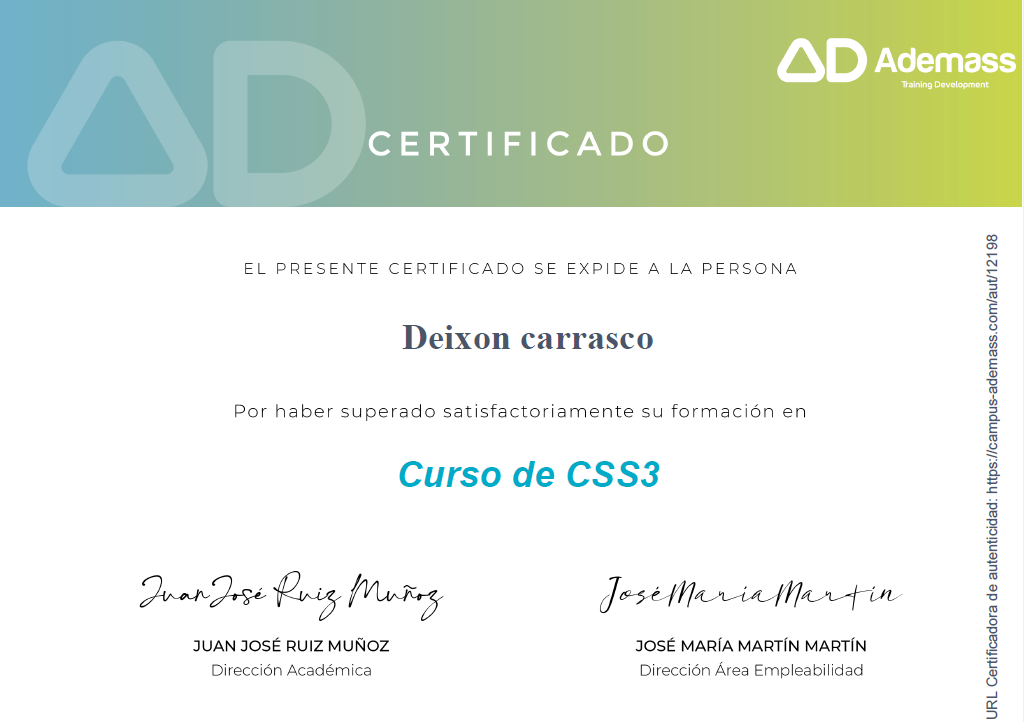 AD Ademass
Training Development
CERTIFICADO
EL PRESENTE CERTIFICADO SE EXPIDE A LA PERSONA
Deixon carrasco
Por haber superado satisfactoriamente su formación en
Curso de CSS3
Juan José Ruiz Muñoz
José María Martín
JUAN JOSÉ RUIZ MUÑOZ
JOSÉ MARÍA MARTÍN MARTÍN
Dirección Académica
Dirección Área Empleabilidad
URL Certificadora de autenticidad: https://campus-ademass.com/aut/12198